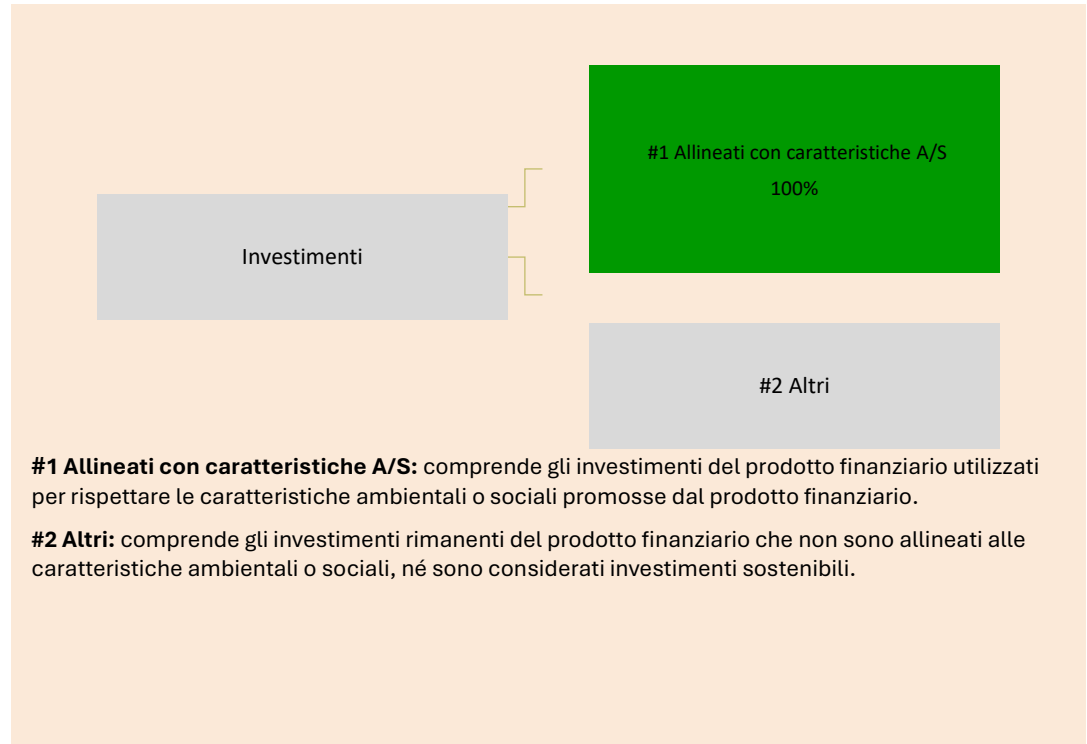 #1 Allineati con caratteristiche A/S
100%
Investimenti
#2 Altri
#1 Allineati con caratteristiche A/S: comprende gli investimenti del prodotto finanziario utilizzati
per rispettare le caratteristiche ambientali o sociali promosse dal prodotto finanziario.
#2 Altri: comprende gli investimenti rimanenti del prodotto finanziario che non sono allineati alle
caratteristiche ambientali o sociali, né sono considerati investimenti sostenibili.